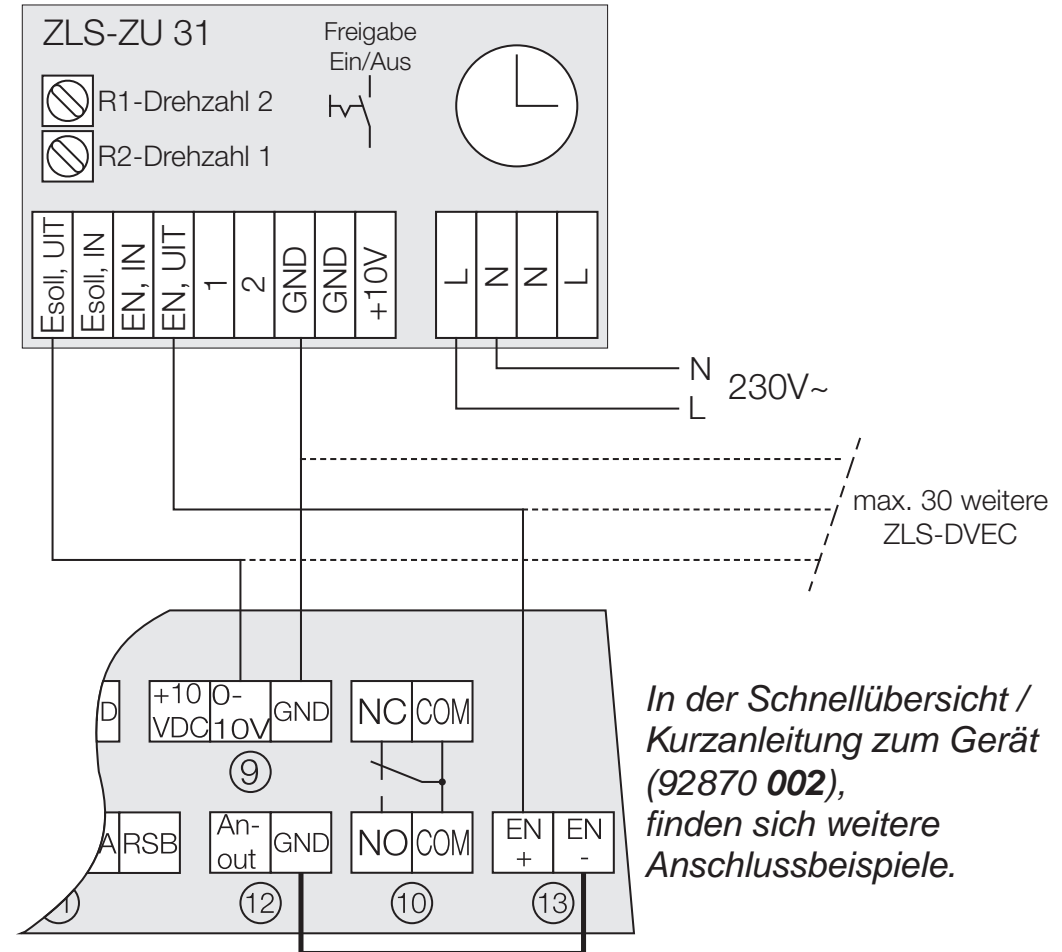 ZLS-ZU 31
Freigabe
Ein/Aus
R1-Drehzahl 2
R2-Drehzahl 1
Esoll, UIT
Esoll, IN
EN, IN
EN, UIT
1
2
GND
GND
+10V
L
N
N
L
N
L
230V~
max. 30 weitere
ZLS-DVEC
D
+10
VDC
0-
10V
GND
NC
COM
9
A
RSB
An-
out
GND
NO
COM
EN
+
EN
-
1
12
10
13
In der Schnellübersicht /
Kurzanleitung zum Gerät
(92870 002),
finden sich weitere
Anschlussbeispiele.